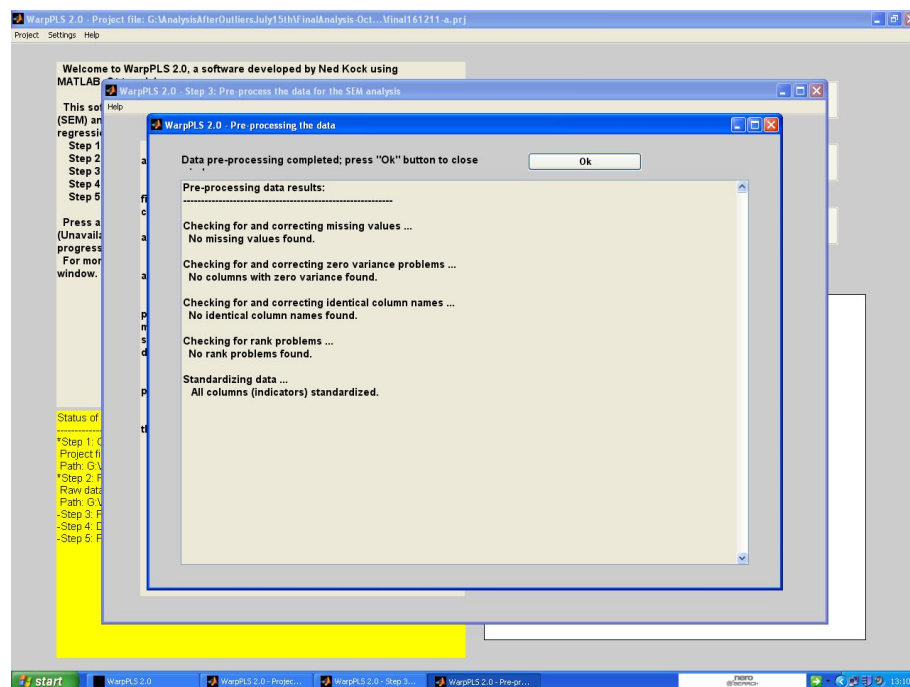 WarpPLS 2.0 - Project file: G:\AnalysisAfterOutliersJuly15th\FinalAnalysis-Oct...\final161211-a.prj
Project Settings Help
Welcome to WarpPLS 2.0, a software developed by Ned Kock using
MATLAB
WarpPLS 2.0 - Step 3: Pre-process the data for the SEM analysis
Help
This sof
(SEM) an
regressi
Step 1
Step 2
Step 3
Step 4
Step 5
Press a
(Unavaila
progress
For mor
window.
WarpPLS 2.0 - Pre-processing the data
Data pre-processing completed; press "Ok" button to close
Ok
Pre-processing data results:
------------------------------------------------------------
Checking for and correcting missing values ...
No missing values found.
Checking for and correcting zero variance problems ...
No columns with zero variance found.
Checking for and correcting identical column names ...
No identical column names found.
Checking for rank problems ...
No rank problems found.
Standardizing data ...
All columns (indicators) standardized.
Status of
*Step 1: C
Project fi
Path: G:\
*Step 2: F
Raw data
Path: G:\
-Step 3: F
-Step 4: D
-Step 5: P
start
WarpPLS 2.0
WarpPLS 2.0 - Projec...
WarpPLS 2.0 - Step 3...
WarpPLS 2.0 - Pre-pr...
nero
SEARCH
13:10